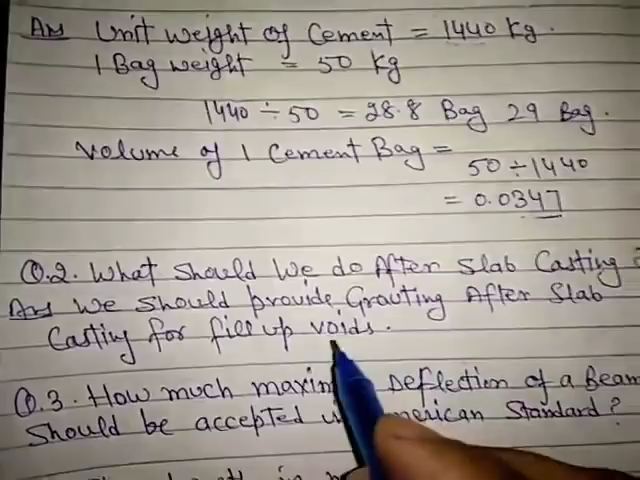 Ans Unit weight of Cement = 1440 kg.
1 Bag weight = 50 kg
1440 ÷ 50 = 28.8 Bag 29 Bag.
Volume of 1 Cement Bag =
50 ÷ 1440
= 0.0347
Q.2. What should we do After Slab Casting ?
Ans We should provide Grouting After Slab
Casting for fill up voids.
Q.3. How much Deflection of a Beam
should be accepted Standard?